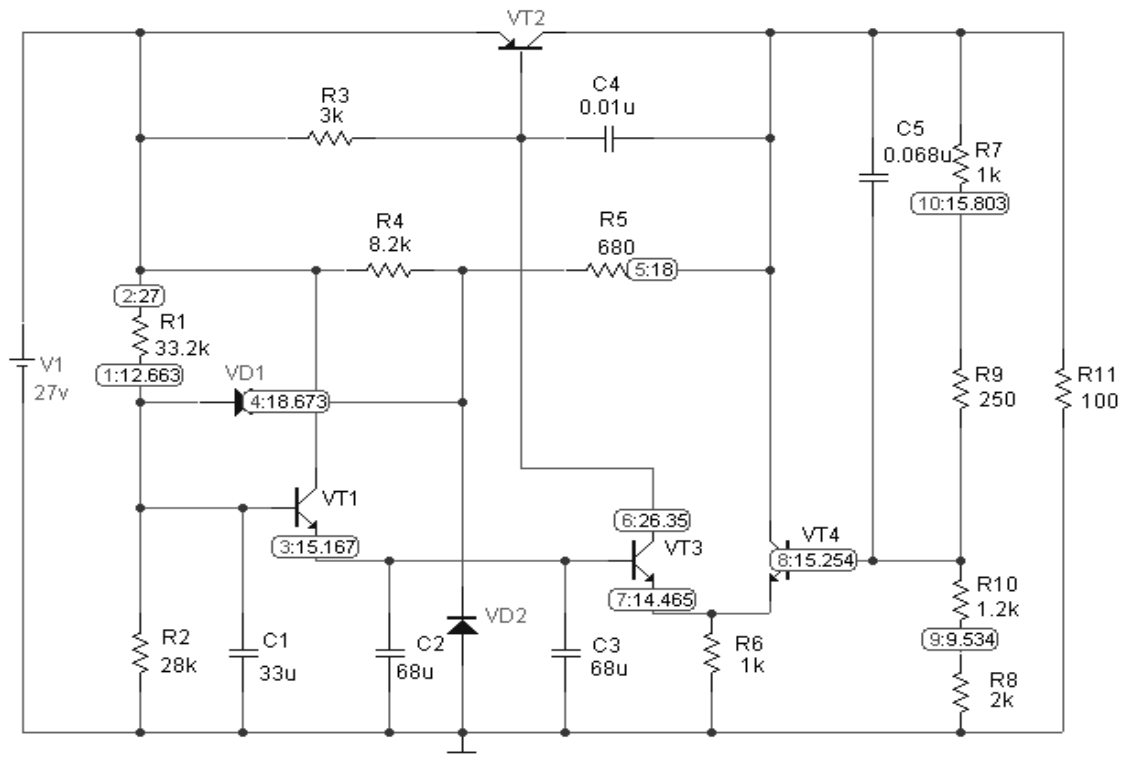 VT2
R3
3k
C4
0.01u
C5
0.068u
R7
1k
10:15.803
R4
8.2k
R5
680
5:18
2:27
R1
33.2k
V1
27v
1:12.663
VD1
4:18.673
R9
250
R11
100
VT1
3:15.167
6:26.35
VT3
VT4
8:15.254
7:14.465
R10
1.2k
9:9.534
R2
28k
C1
33u
C2
68u
VD2
C3
68u
R6
1k
R8
2k